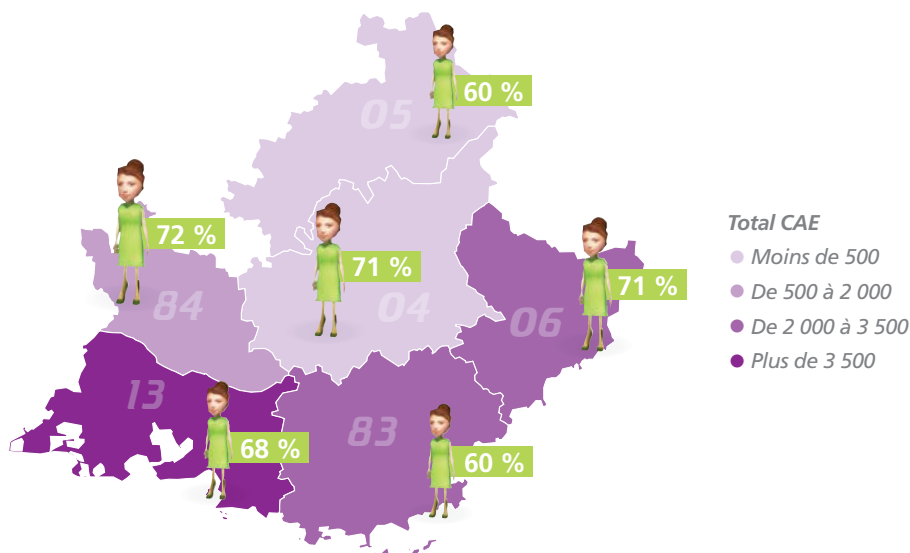 60 %
05
72 %
71 %
71 %
84
04
06
13
83
68 %
60 %
Total CAE
Moins de 500
De 500 à 2 000
De 2 000 à 3 500
Plus de 3 500